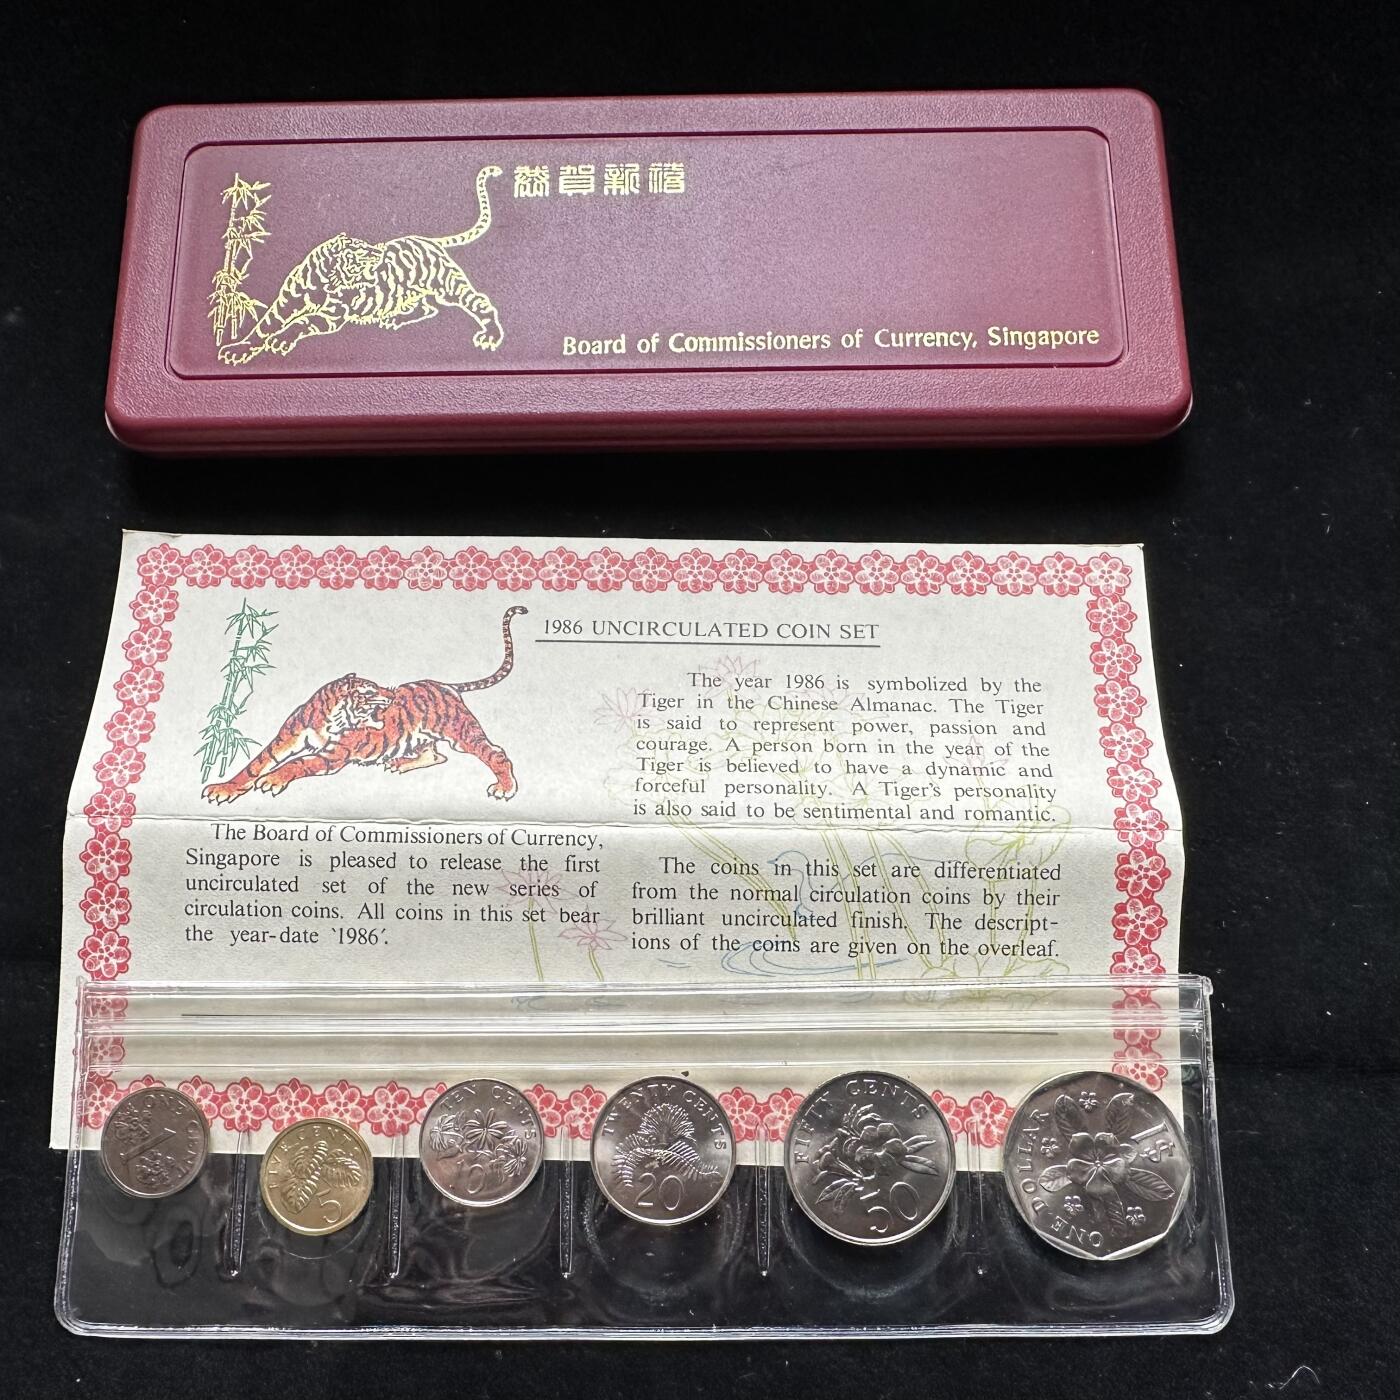 恭賀新禧
Board of Commissioners of Currency, Singapore
1986 UNCIRCULATED COIN SET
The year 1986 is symbolized by the
Tiger in the Chinese Almanac. The Tiger
is said to represent power, passion and
courage. A person born in the year of the
Tiger is believed to have a dynamic and
forceful personality. A Tiger's personality
is also said to be sentimental and romantic.
The Board of Commissioners of Currency,
Singapore is pleased to release the first
uncirculated set of the new series of
circulation coins. All coins in this set bear
the year-date '1986'.
The coins in this set are differentiated
from the normal circulation coins by their
brilliant uncirculated finish. The descript-
ions of the coins are given on the overleaf.
ONE CENT
1
FIVE CENTS
5
TEN CENTS
10
TWENTY CENTS
20
FIFTY CENTS
50
ONE DOLLAR
1$